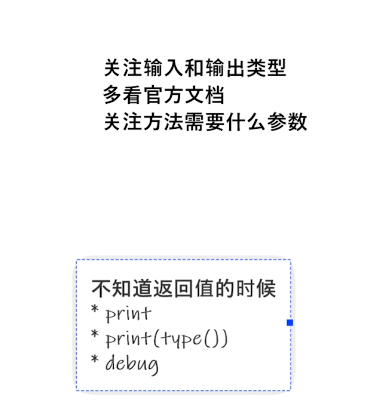 关注输入和输出类型
多看官方文档
关注方法需要什么参数
不知道返回值的时候
* print
* print(type())
* debug